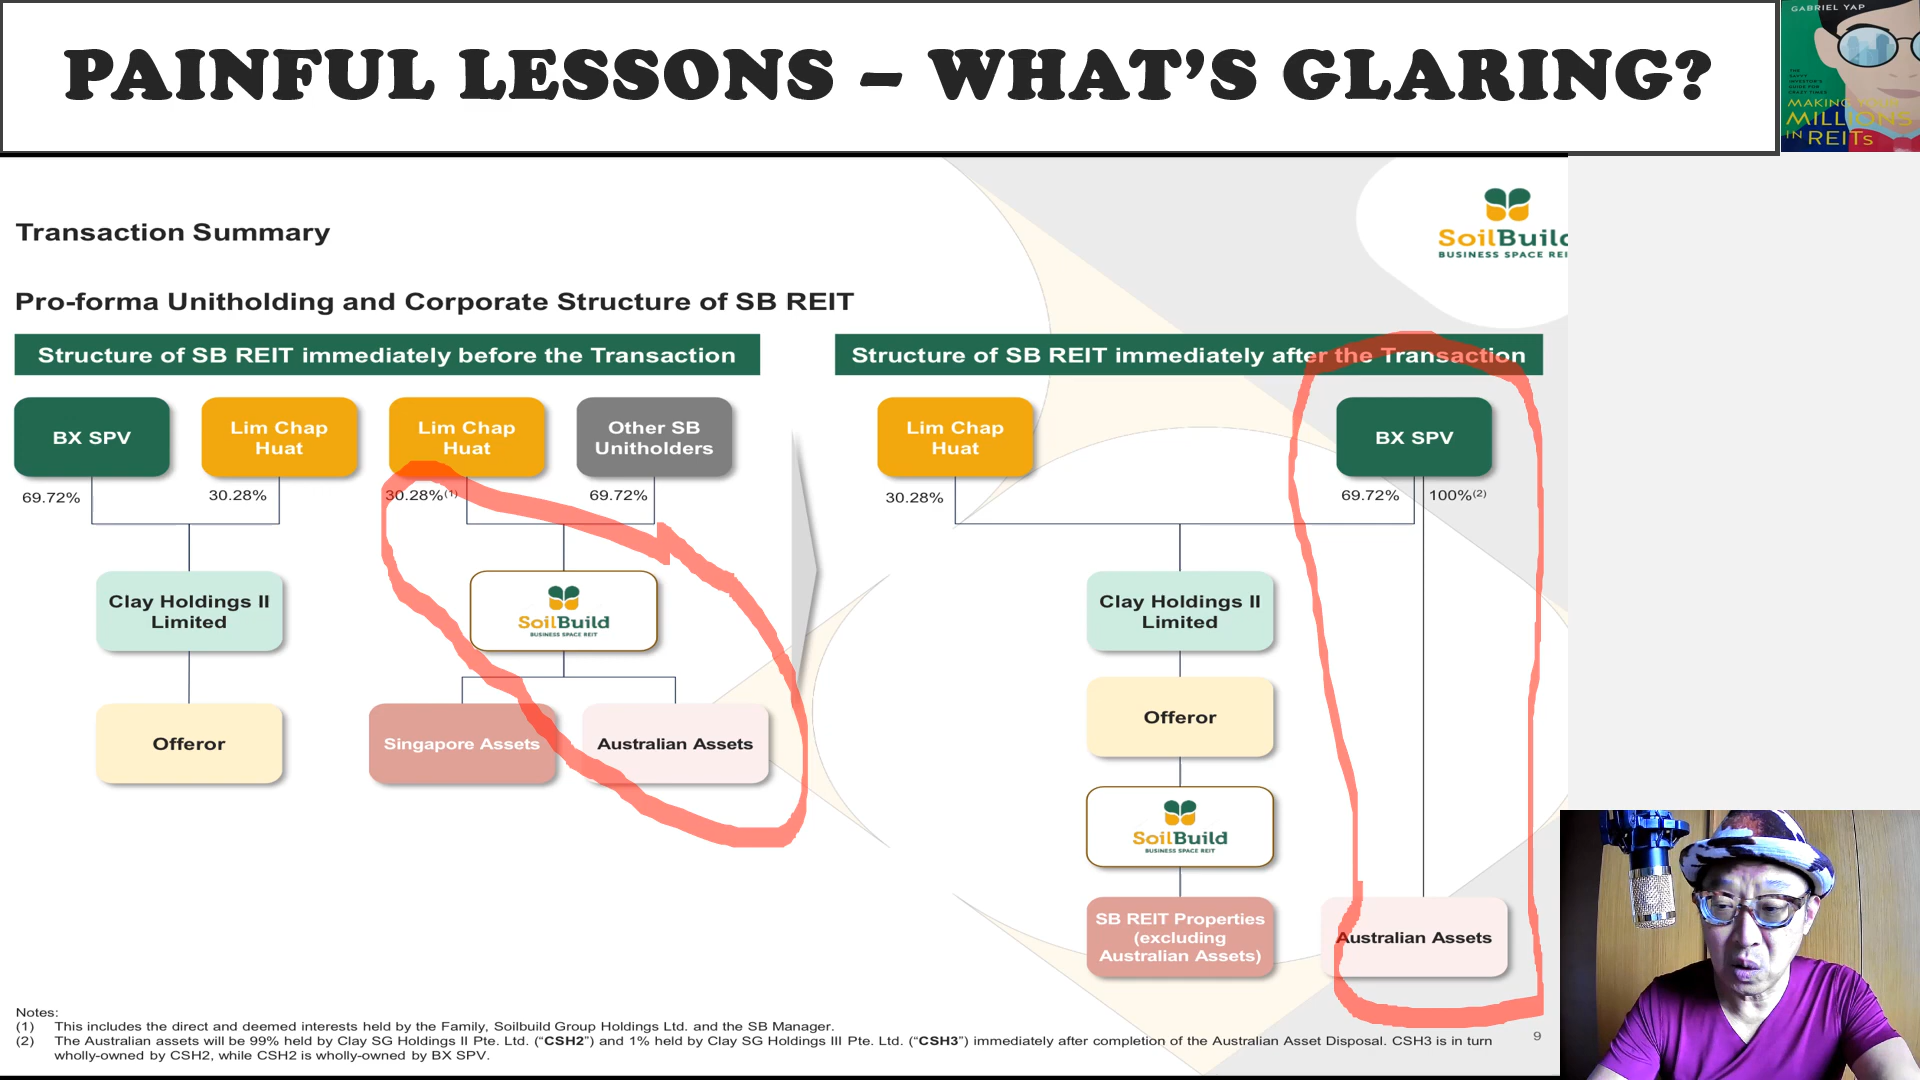 PAINFUL LESSONS – WHAT'S GLARING?
GABRIEL YAP
MAKING YOUR
MILLIONS
IN REITs
SoilBuild
BUSINESS SPACE REI
Transaction Summary
Pro-forma Unitholding and Corporate Structure of SB REIT
Structure of SB REIT immediately before the Transaction
BX SPV
Lim Chap
Huat
Lim Chap
Huat
Other SB
Unitholders
69.72%
30.28%
30.28%(1)
69.72%
Clay Holdings II
Limited
SoilBuild
BUSINESS SPACE REIT
Offeror
Singapore Assets
Australian Assets
Structure of SB REIT immediately after the Transaction
Lim Chap
Huat
BX SPV
30.28%
69.72%
100%(2)
Clay Holdings II
Limited
Offeror
SoilBuild
BUSINESS SPACE REIT
SB REIT Properties
(excluding
Australian Assets)
Australian Assets
Notes:
(1) This includes the direct and deemed interests held by the Family, Soilbuild Group Holdings Ltd. and the SB Manager.
(2) The Australian assets will be 99% held by Clay SG Holdings II Pte. Ltd. ("CSH2") and 1% held by Clay SG Holdings III Pte. Ltd. ("CSH3") immediately after completion of the Australian Asset Disposal. CSH3 is in turn
wholly-owned by CSH2, while CSH2 is wholly-owned by BX SPV.
9